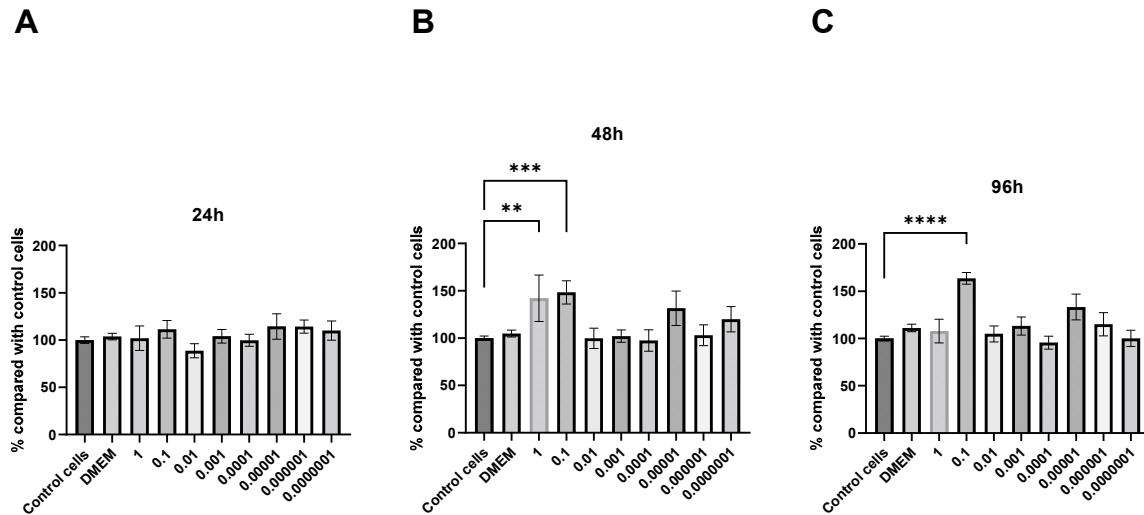 A
B
C
24h
% compared with control cells
200
150
100
50
0
Control cells
DMEM
1
0.1
0.01
0.001
0.0001
0.00001
0.000001
0.0000001
48h
***
**
% compared with control cells
200
150
100
50
0
Control cells
DMEM
1
0.1
0.01
0.001
0.0001
0.00001
0.000001
0.0000001
96h
****
% compared with control cells
200
150
100
50
0
Control cells
DMEM
1
0.1
0.01
0.001
0.0001
0.00001
0.000001
0.0000001